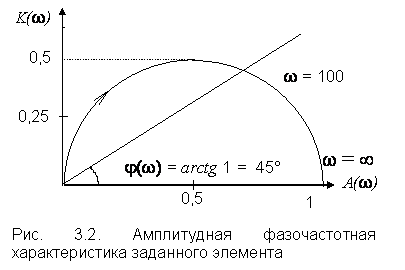 K(ω)
0,5
ω = 100
0,25
φ(ω) = arctg 1 = 45°
ω = ∞
A(ω)
0,5
1
Рис. 3.2. Амплитудная фазочастотная
характеристика заданного элемента